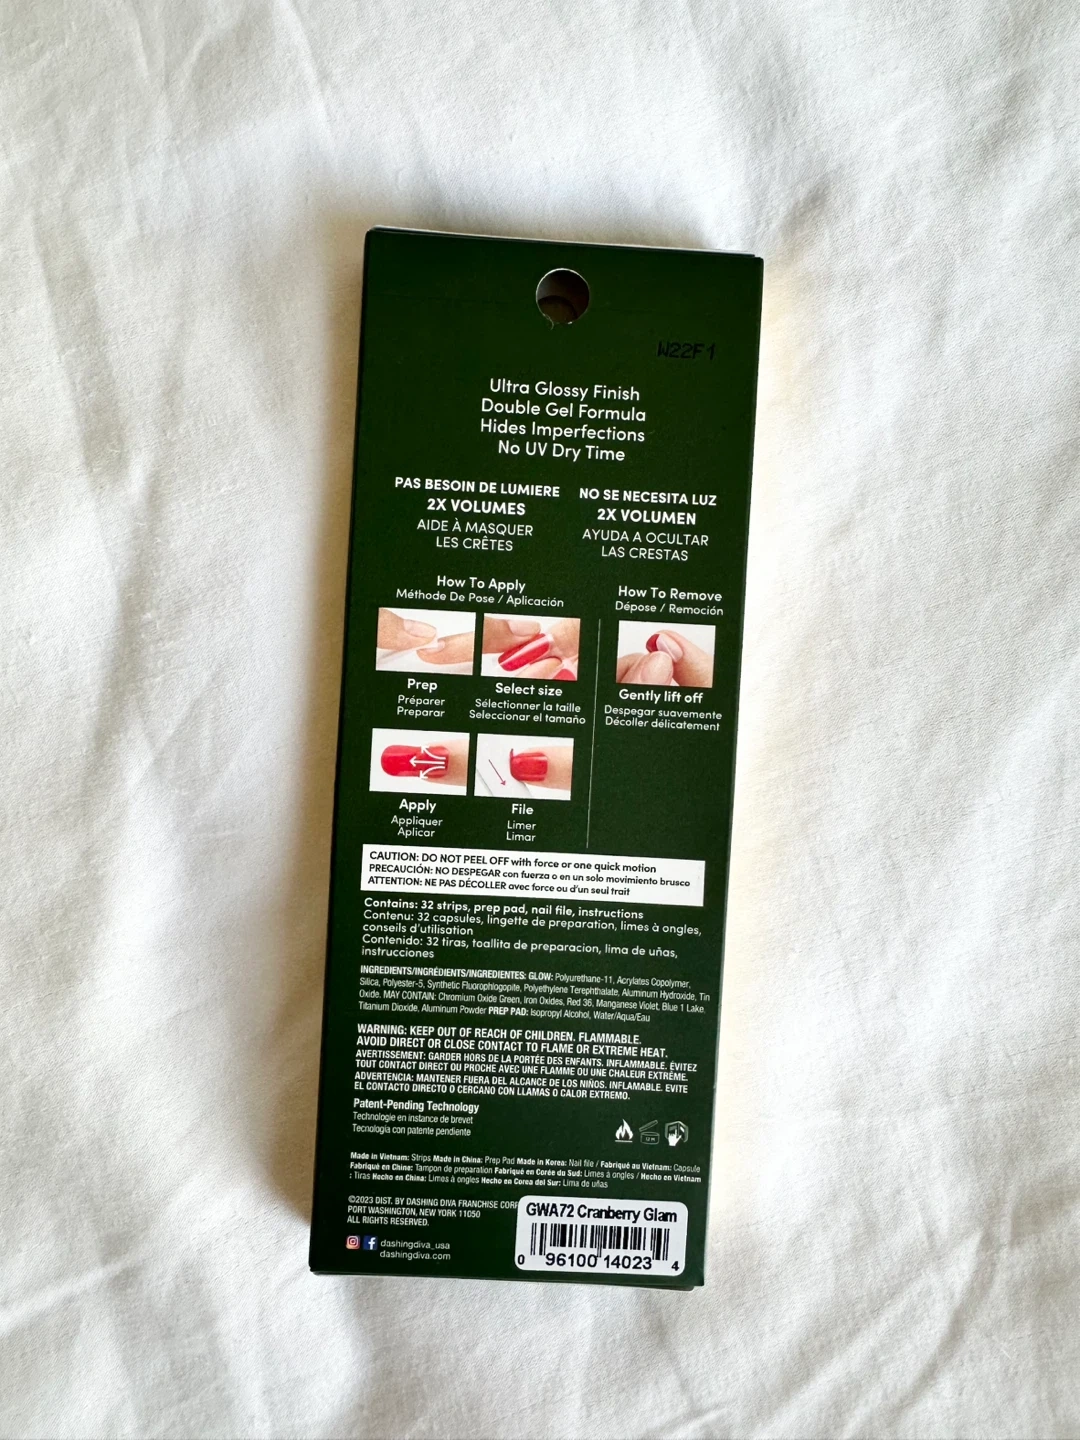 W22F1
Ultra Glossy Finish
Double Gel Formula
Hides Imperfections
No UV Dry Time
PAS BESOIN DE LUMIERE
2X VOLUMES
AIDE À MASQUER
LES CRÊTES
NO SE NECESITA LUZ
2X VOLUMEN
AYUDA A OCULTAR
LAS CRESTAS
How To Apply
Méthode De Pose / Aplicación
Prep
Préparer
Preparar
Select size
Sélectionner la taille
Seleccionar el tamaño
Apply
Appliquer
Aplicar
File
Limer
Limar
How To Remove
Dépose / Remoción
Gently lift off
Despegar suavemente
Décoller délicatement
CAUTION: DO NOT PEEL OFF with force or one quick motion
PRECAUCIÓN: NO DESPEGAR con fuerza o en un solo movimiento brusco
ATTENTION: NE PAS DÉCOLLER avec force ou d'un seul trait
Contains: 32 strips, prep pad, nail file, instructions
Contenu: 32 capsules, lingette de preparation, limes à ongles,
conseils d'utilisation
Contenido: 32 tiras, toallita de preparacion, lima de uñas,
instrucciones
INGREDIENTS/INGRÉDIENTS/INGREDIENTES: GLOW: Polyurethane-11, Acrylates Copolymer,
Silica, Polyester-5, Synthetic Fluorophlogopite, Polyethylene Terephthalate, Aluminum Hydroxide, Tin
Oxide. MAY CONTAIN: Chromium Oxide Green, Iron Oxides, Red 36, Manganese Violet, Blue 1 Lake,
Titanium Dioxide, Aluminum Powder PREP PAD: Isopropyl Alcohol, Water/Aqua/Eau
WARNING: KEEP OUT OF REACH OF CHILDREN. FLAMMABLE.
AVOID DIRECT OR CLOSE CONTACT TO FLAME OR EXTREME HEAT.
AVERTISSEMENT: GARDER HORS DE LA PORTÉE DES ENFANTS. INFLAMMABLE. ÉVITEZ
TOUT CONTACT DIRECT OU PROCHE AVEC UNE FLAMME OU UNE CHALEUR EXTRÊME.
ADVERTENCIA: MANTENER FUERA DEL ALCANCE DE LOS NIÑOS. INFLAMABLE. EVITE
EL CONTACTO DIRECTO O CERCANO CON LLAMAS O CALOR EXTREMO.
Patent-Pending Technology
Technologie en instance de brevet
Tecnología con patente pendiente
12 M
Made in Vietnam: Strips Made in China: Prep Pad Made in Korea: Nail file / Fabriqué au Vietnam: Capsule
Fabriqué en Chine: Tampon de preparation Fabriqué en Corée du Sud: Limes à ongles / Hecho en Vietnam
: Tiras Hecho en China: Limes à ongles Hecho en Corea del Sur: Lima de uñas
©2023 DIST. BY DASHING DIVA FRANCHISE CORP
PORT WASHINGTON, NEW YORK 11050
ALL RIGHTS RESERVED.
dashingdiva_usa
dashingdiva.com
GWA72 Cranberry Glam
0 96100 14023 4